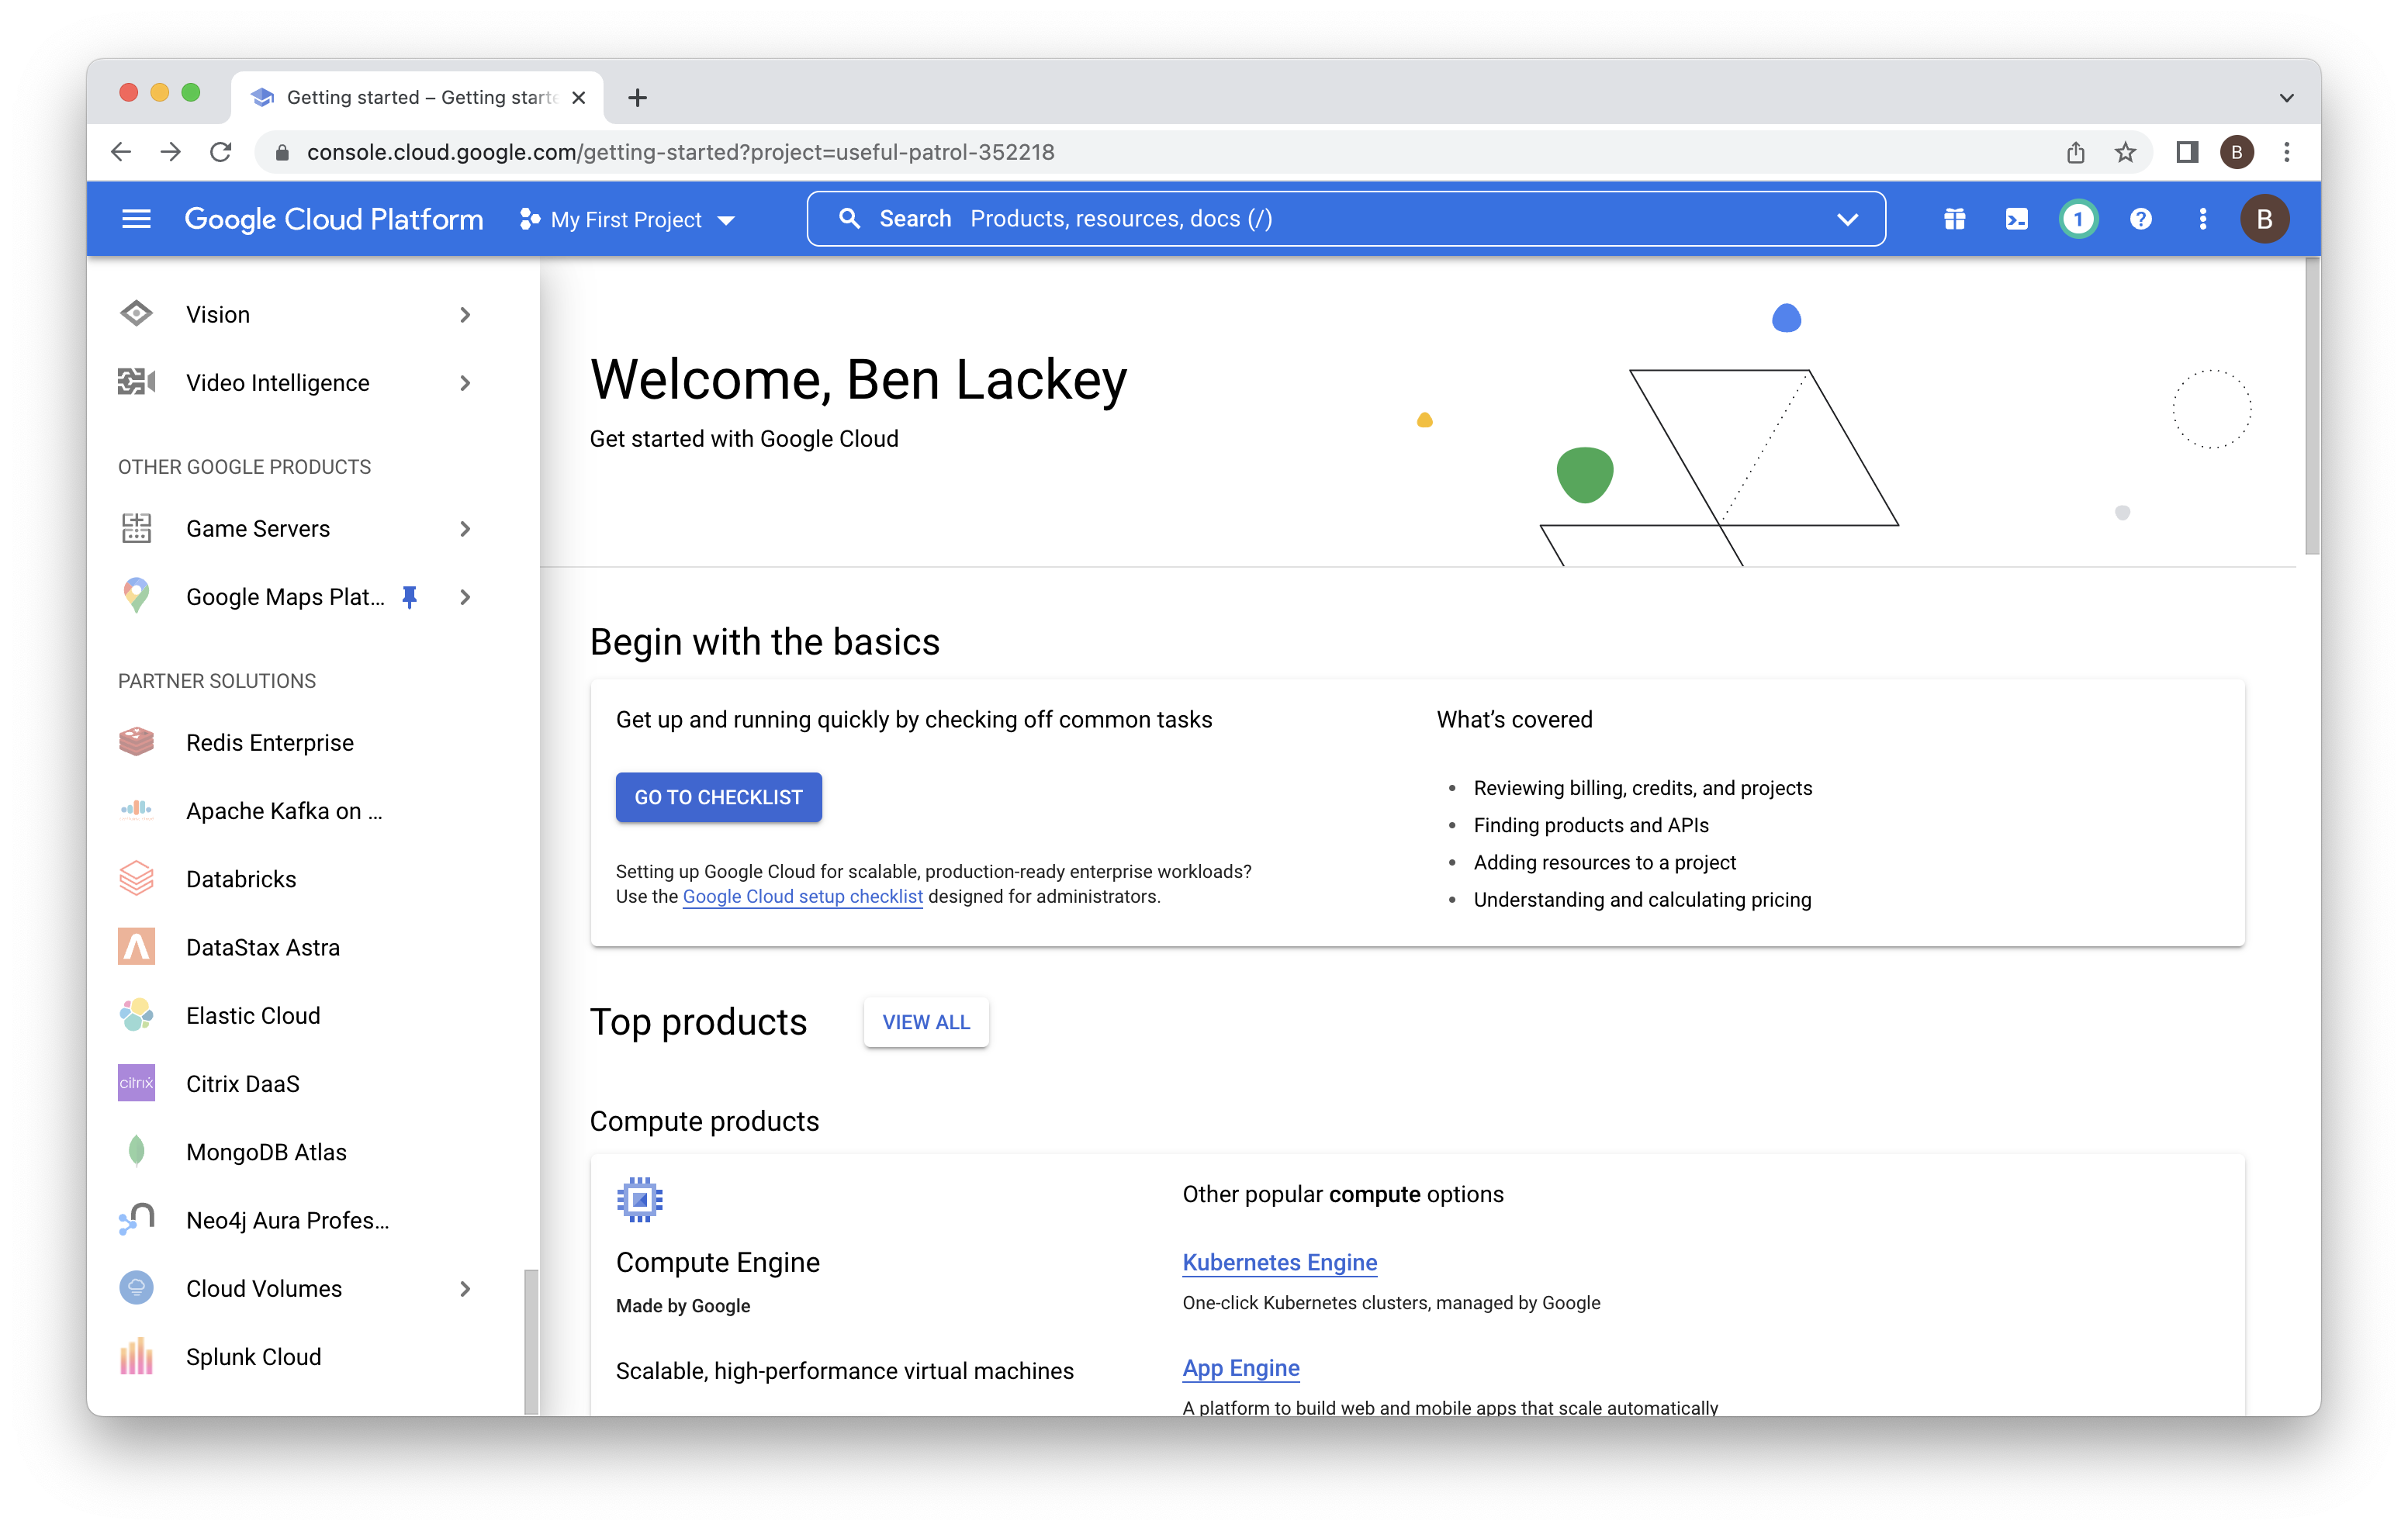 Getting started – Getting starte
console.cloud.google.com/getting-started?project=useful-patrol-352218
B
Google Cloud Platform
My First Project
Search Products, resources, docs (/)
1
?
B
Vision
Video Intelligence
OTHER GOOGLE PRODUCTS
Game Servers
Google Maps Plat...
PARTNER SOLUTIONS
Redis Enterprise
Apache Kafka on ...
Databricks
DataStax Astra
Elastic Cloud
citrix
Citrix DaaS
MongoDB Atlas
Neo4j Aura Profes...
Cloud Volumes
Splunk Cloud
Welcome, Ben Lackey
Get started with Google Cloud
Begin with the basics
Get up and running quickly by checking off common tasks
GO TO CHECKLIST
Setting up Google Cloud for scalable, production-ready enterprise workloads?
Use the Google Cloud setup checklist designed for administrators.
What’s covered
• Reviewing billing, credits, and projects
• Finding products and APIs
• Adding resources to a project
• Understanding and calculating pricing
Top products
VIEW ALL
Compute products
Compute Engine
Made by Google
Scalable, high-performance virtual machines
Other popular compute options
Kubernetes Engine
One-click Kubernetes clusters, managed by Google
App Engine
A platform to build web and mobile apps that scale automatically